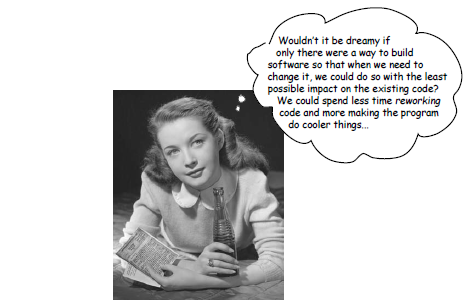 Wouldn't it be dreamy if
only there were a way to build
software so that when we need to
change it, we could do so with the least
possible impact on the existing code?
We could spend less time reworking
code and more making the program
do cooler things...